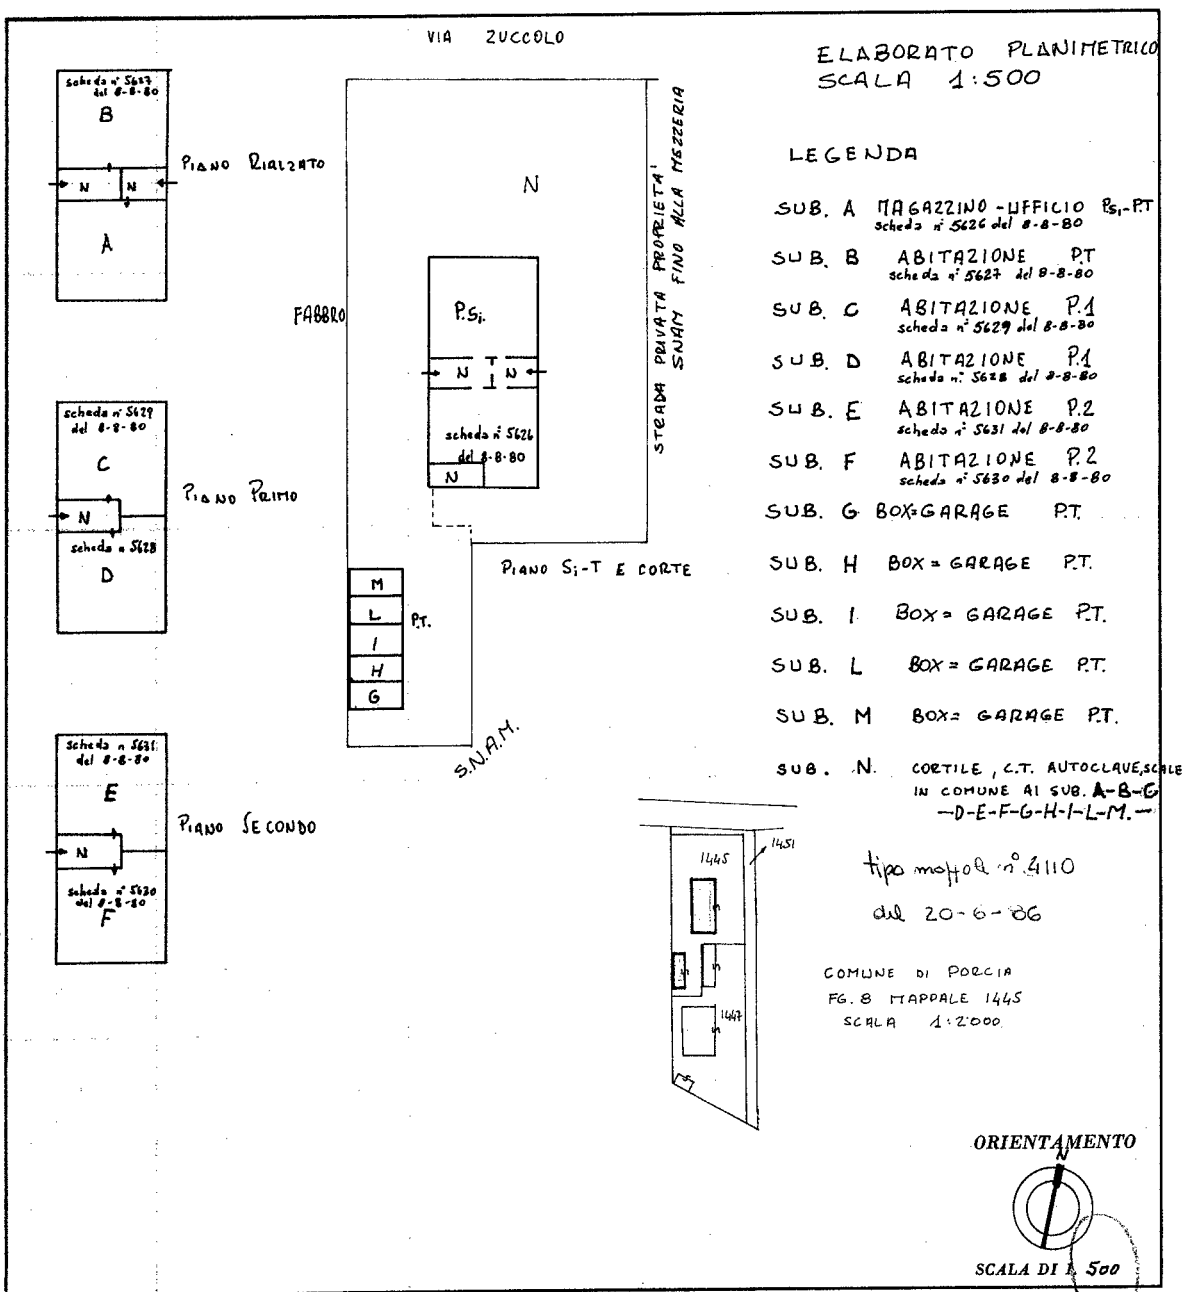 VIA ZUCCOLO
ELABORATO PLANIMETRICO
SCALA 1:500
scheda n° 5627
del 8-8-80
B
PIANO RIALZATO
N N
A
N
FABBRO
P.Si.
N N
scheda n° 5626
del 8-8-80
N
STRADA PRIVATA PROPRIETA'
SNAM FINO ALLA MEZZERIA
PIANO Si-T E CORTE
scheda n° 5629
del 8-8-80
C
PIANO PRIMO
N
scheda n 5628
D
M
L
I
H
G
P.T.
S.N.A.M.
scheda n 5631
del 8-8-80
E
PIANO SECONDO
N
scheda n° 5630
del 8-8-80
F
LEGENDA
SUB. A MAGAZZINO-UFFICIO PSi-PT
scheda n° 5626 del 8-8-80
SUB. B ABITAZIONE P.T
scheda n° 5627 del 8-8-80
SUB. C ABITAZIONE P.1
scheda n° 5629 del 8-8-80
SUB. D ABITAZIONE P.1
scheda n. 5628 del 8-8-80
SUB. E ABITAZIONE P.2
scheda n° 5631 del 8-8-80
SUB. F ABITAZIONE P.2
scheda n° 5630 del 8-8-80
SUB. G BOX=GARAGE P.T.
SUB. H BOX = GARAGE P.T.
SUB. I BOX = GARAGE P.T.
SUB. L BOX = GARAGE P.T.
SUB. M BOX = GARAGE P.T.
SUB. N. CORTILE, C.T. AUTOCLAVE, SCALE
IN COMUNE AI SUB. A-B-C
-D-E-F-G-H-I-L-M.-
1445
1451
1447
tipo mappale n° 4110
del 20-6-86
COMUNE DI PORCIA
FG. 8 MAPPALE 1445
SCALA 1:2000
ORIENTAMENTO
N
SCALA DI 1: 500